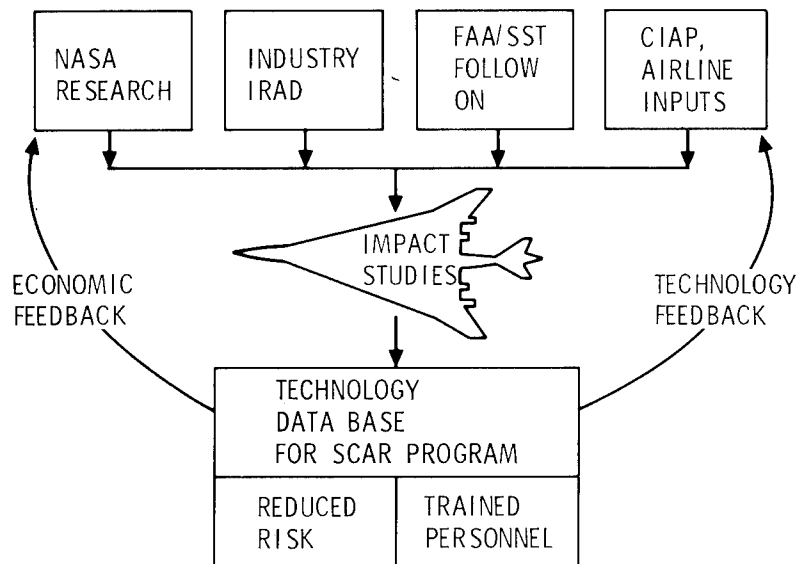 NASA
RESEARCH
INDUSTRY
IRAD
FAA/SST
FOLLOW
ON
CIAP,
AIRLINE
INPUTS
IMPACT
STUDIES
ECONOMIC
FEEDBACK
TECHNOLOGY
FEEDBACK
TECHNOLOGY
DATA BASE
FOR SCAR PROGRAM
REDUCED
RISK
TRAINED
PERSONNEL